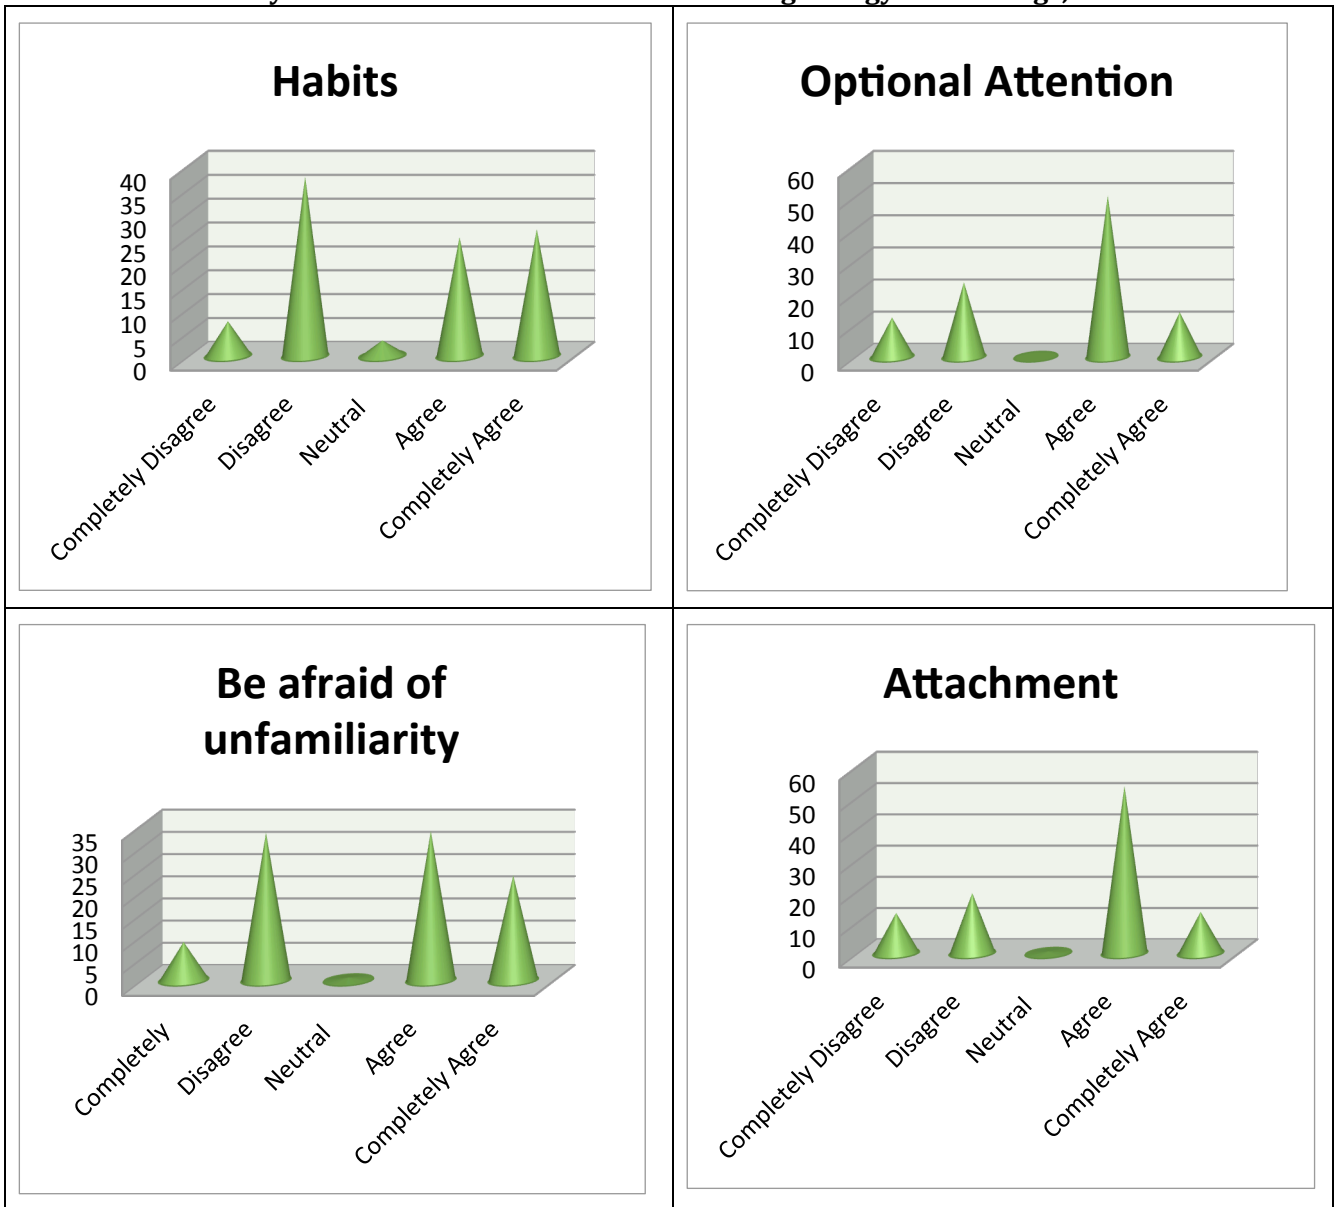 Habits
40
35
30
25
20
15
10
5
0
Completely Disagree
Disagree
Neutral
Agree
Completely Agree
Optional Attention
60
50
40
30
20
10
0
Completely Disagree
Disagree
Neutral
Agree
Completely Agree
Be afraid of
unfamiliarity
35
30
25
20
15
10
5
0
Completely
Disagree
Neutral
Agree
Completely Agree
Attachment
60
50
40
30
20
10
0
Completely Disagree
Disagree
Neutral
Agree
Completely Agree